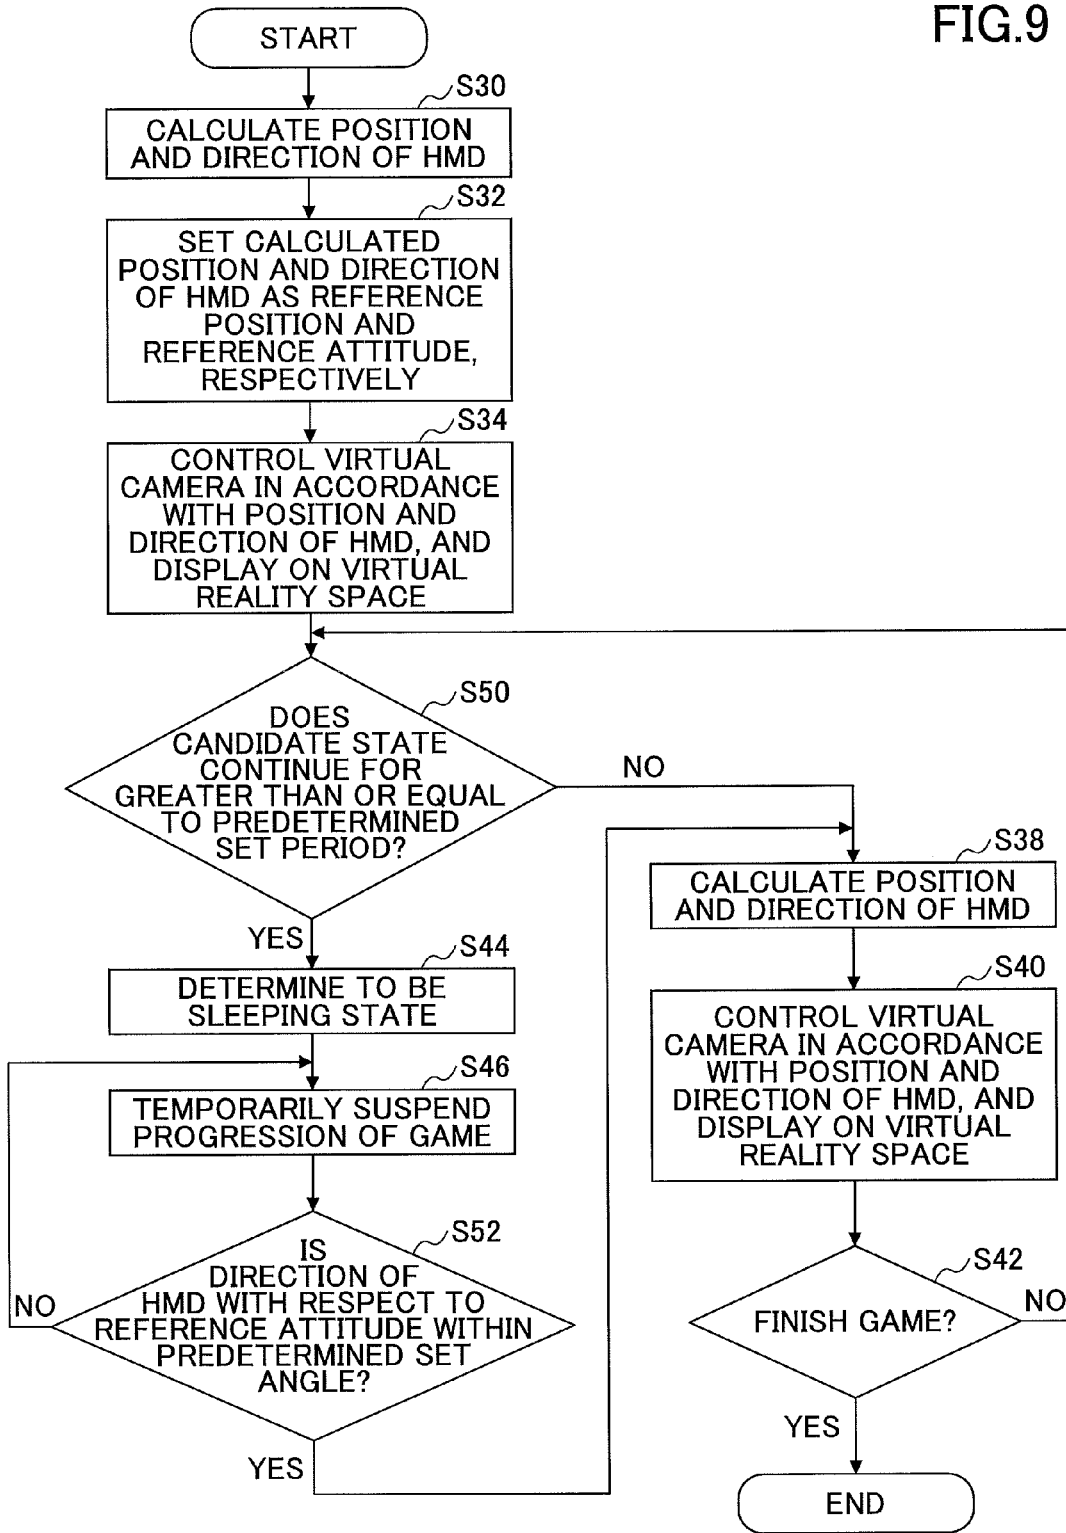 FIG.9
START
S30
CALCULATE POSITION
AND DIRECTION OF HMD
S32
SET CALCULATED
POSITION AND DIRECTION
OF HMD AS REFERENCE
POSITION AND
REFERENCE ATTITUDE,
RESPECTIVELY
S34
CONTROL VIRTUAL
CAMERA IN ACCORDANCE
WITH POSITION AND
DIRECTION OF HMD, AND
DISPLAY ON VIRTUAL
REALITY SPACE
S50
DOES
CANDIDATE STATE
CONTINUE FOR
GREATER THAN OR EQUAL
TO PREDETERMINED
SET PERIOD?
NO
YES
S44
DETERMINE TO BE
SLEEPING STATE
S46
TEMPORARILY SUSPEND
PROGRESSION OF GAME
S52
IS
DIRECTION OF
HMD WITH RESPECT TO
REFERENCE ATTITUDE WITHIN
PREDETERMINED SET
ANGLE?
NO
YES
S38
CALCULATE POSITION
AND DIRECTION OF HMD
S40
CONTROL VIRTUAL
CAMERA IN ACCORDANCE
WITH POSITION AND
DIRECTION OF HMD, AND
DISPLAY ON VIRTUAL
REALITY SPACE
S42
FINISH GAME?
NO
YES
END